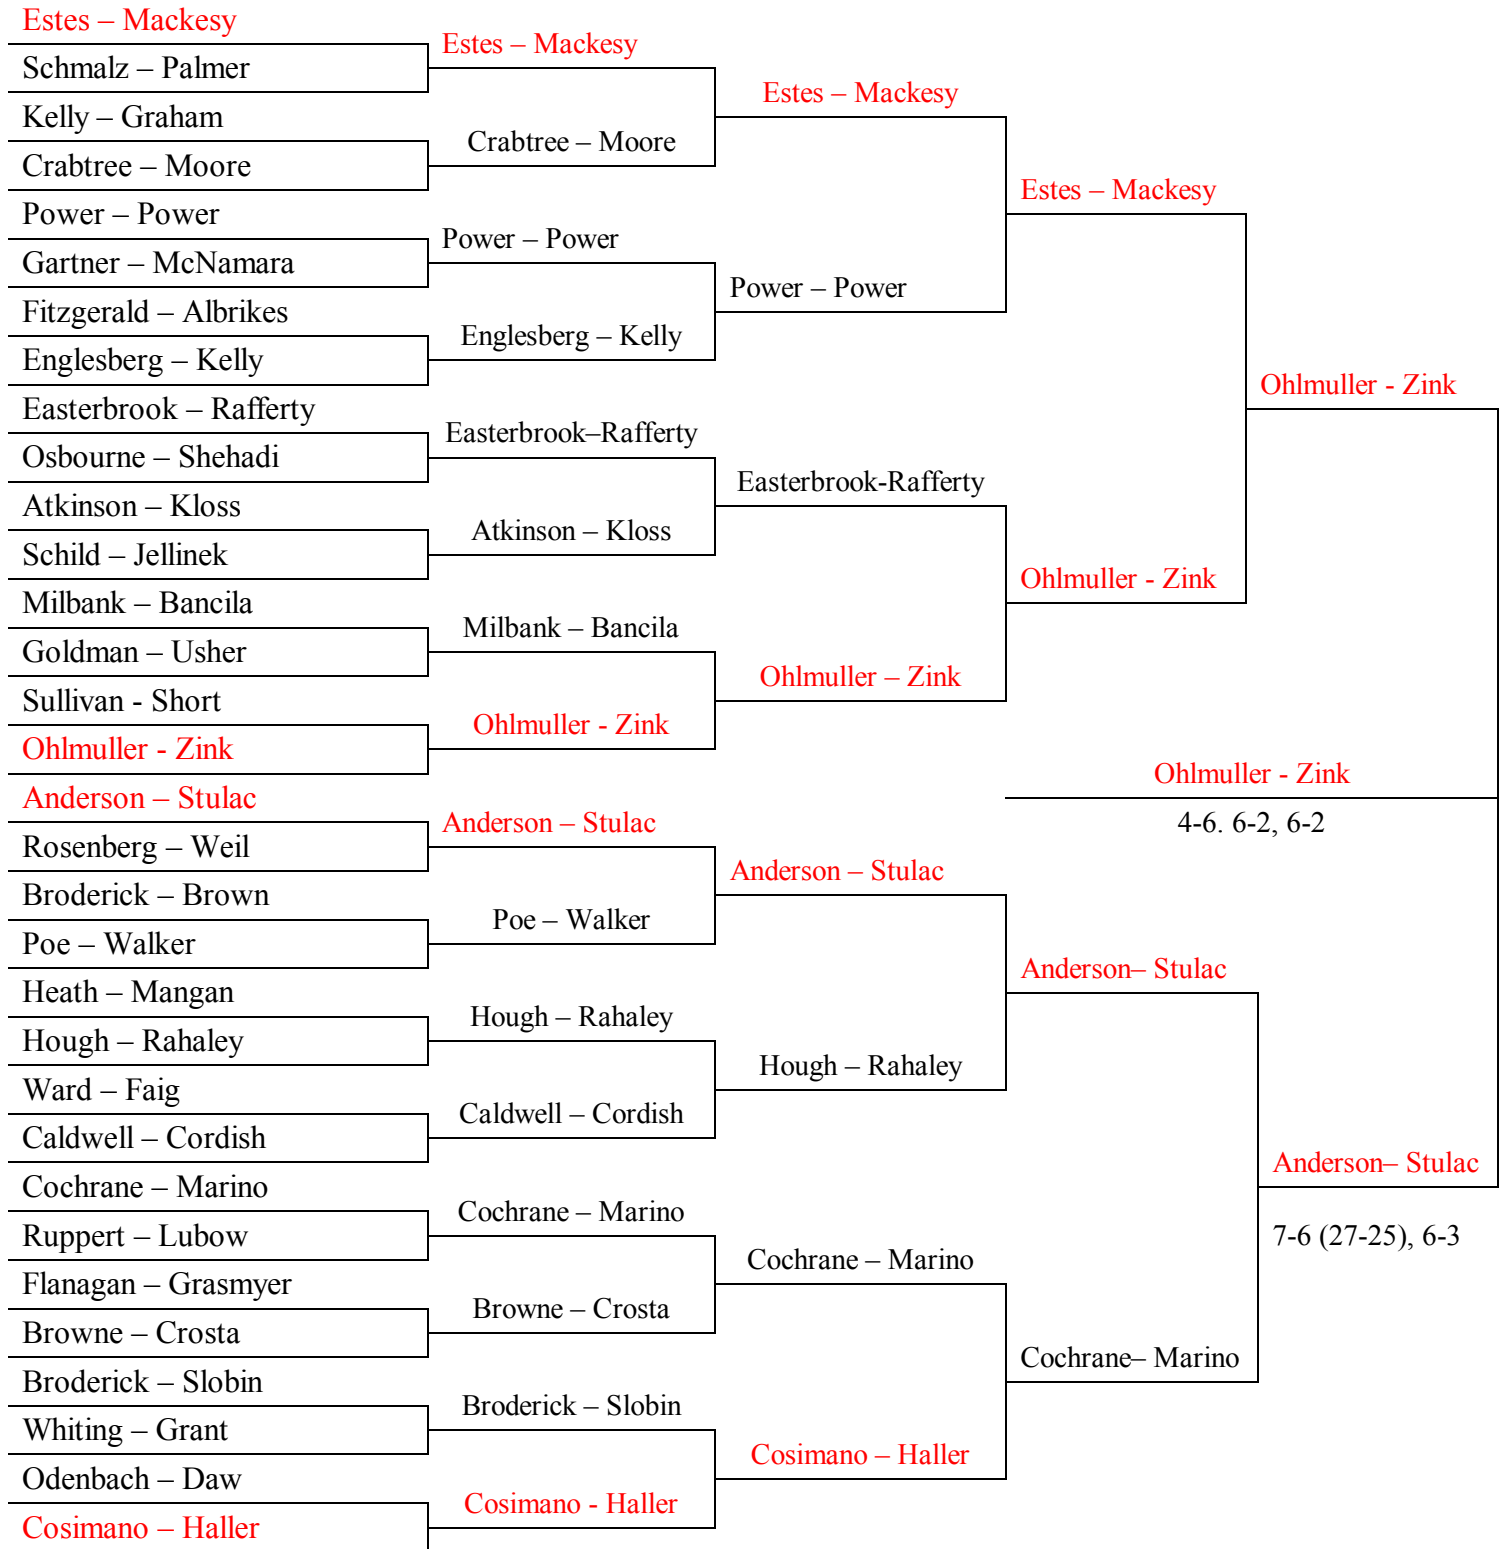 Estes – Mackesy
Schmalz – Palmer
Kelly – Graham
Crabtree – Moore
Power – Power
Gartner – McNamara
Fitzgerald – Albrikes
Englesberg – Kelly
Easterbrook – Rafferty
Osbourne – Shehadi
Atkinson – Kloss
Schild – Jellinek
Milbank – Bancila
Goldman – Usher
Sullivan - Short
Ohlmuller - Zink
Anderson – Stulac
Rosenberg – Weil
Broderick – Brown
Poe – Walker
Heath – Mangan
Hough – Rahaley
Ward – Faig
Caldwell – Cordish
Cochrane – Marino
Ruppert – Lubow
Flanagan – Grasmyer
Browne – Crosta
Broderick – Slobin
Whiting – Grant
Odenbach – Daw
Cosimano – Haller
Estes – Mackesy
Crabtree – Moore
Power – Power
Englesberg – Kelly
Easterbrook–Rafferty
Atkinson – Kloss
Milbank – Bancila
Ohlmuller - Zink
Anderson – Stulac
Poe – Walker
Hough – Rahaley
Caldwell – Cordish
Cochrane – Marino
Browne – Crosta
Broderick – Slobin
Cosimano - Haller
Estes – Mackesy
Power – Power
Easterbrook-Rafferty
Ohlmuller – Zink
Anderson – Stulac
Hough – Rahaley
Cochrane – Marino
Cosimano – Haller
Estes – Mackesy
Ohlmuller - Zink
Anderson– Stulac
Cochrane– Marino
Ohlmuller - Zink
Anderson– Stulac
7-6 (27-25), 6-3
Ohlmuller - Zink
4-6. 6-2, 6-2